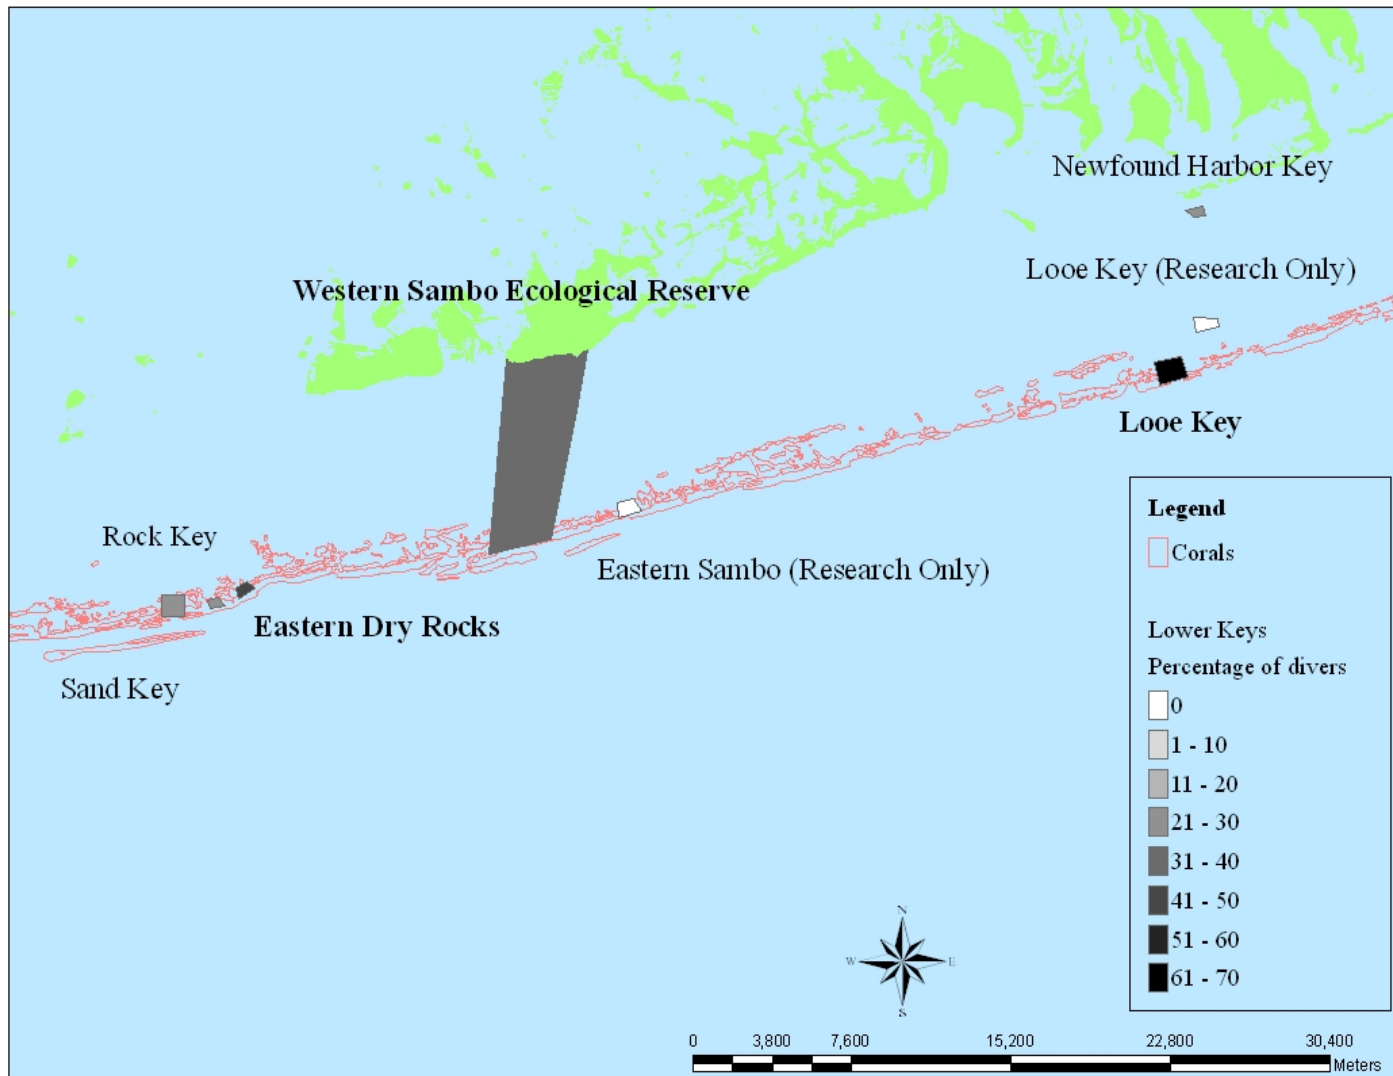 Newfound Harbor Key
Looe Key (Research Only)
Western Sambo Ecological Reserve
Looe Key
Rock Key
Eastern Sambo (Research Only)
Eastern Dry Rocks
Sand Key
Legend
Corals
Lower Keys
Percentage of divers
0
1 - 10
11 - 20
21 - 30
31 - 40
41 - 50
51 - 60
61 - 70
N
W E
S
0 3,800 7,600 15,200 22,800 30,400
Meters